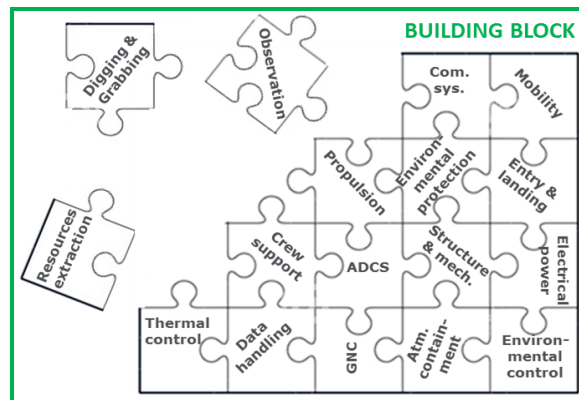 BUILDING BLOCK
Digging &
Grabbing
Observation
Com.
sys.
Mobility
Propulsion
Environ-
mental
protection
Entry &
landing
Resources
extraction
Crew
support
ADCS
Structure
& mech.
Electrical
power
Thermal
control
Data
handling
GNC
Atm.
contain-
ment
Environ-
mental
control